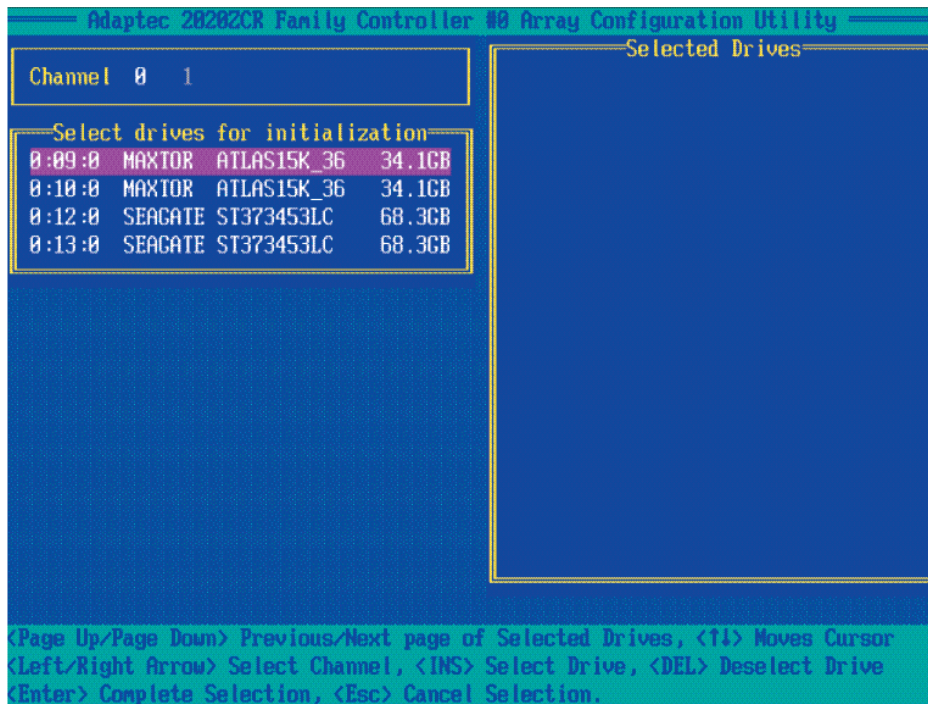 Adaptec 2020ZCR Family Controller #0 Array Configuration Utility
Channel 0 1
Selected Drives
Select drives for initialization
0:09:0 MAXTOR ATLAS15K_36 34.1GB
0:10:0 MAXTOR ATLAS15K_36 34.1GB
0:12:0 SEAGATE ST373453LC 68.3GB
0:13:0 SEAGATE ST373453LC 68.3GB
<Page Up/Page Down> Previous/Next page of Selected Drives, <↑↓> Moves Cursor
<Left/Right Arrow> Select Channel, <INS> Select Drive, <DEL> Deselect Drive
<Enter> Complete Selection, <Esc> Cancel Selection.